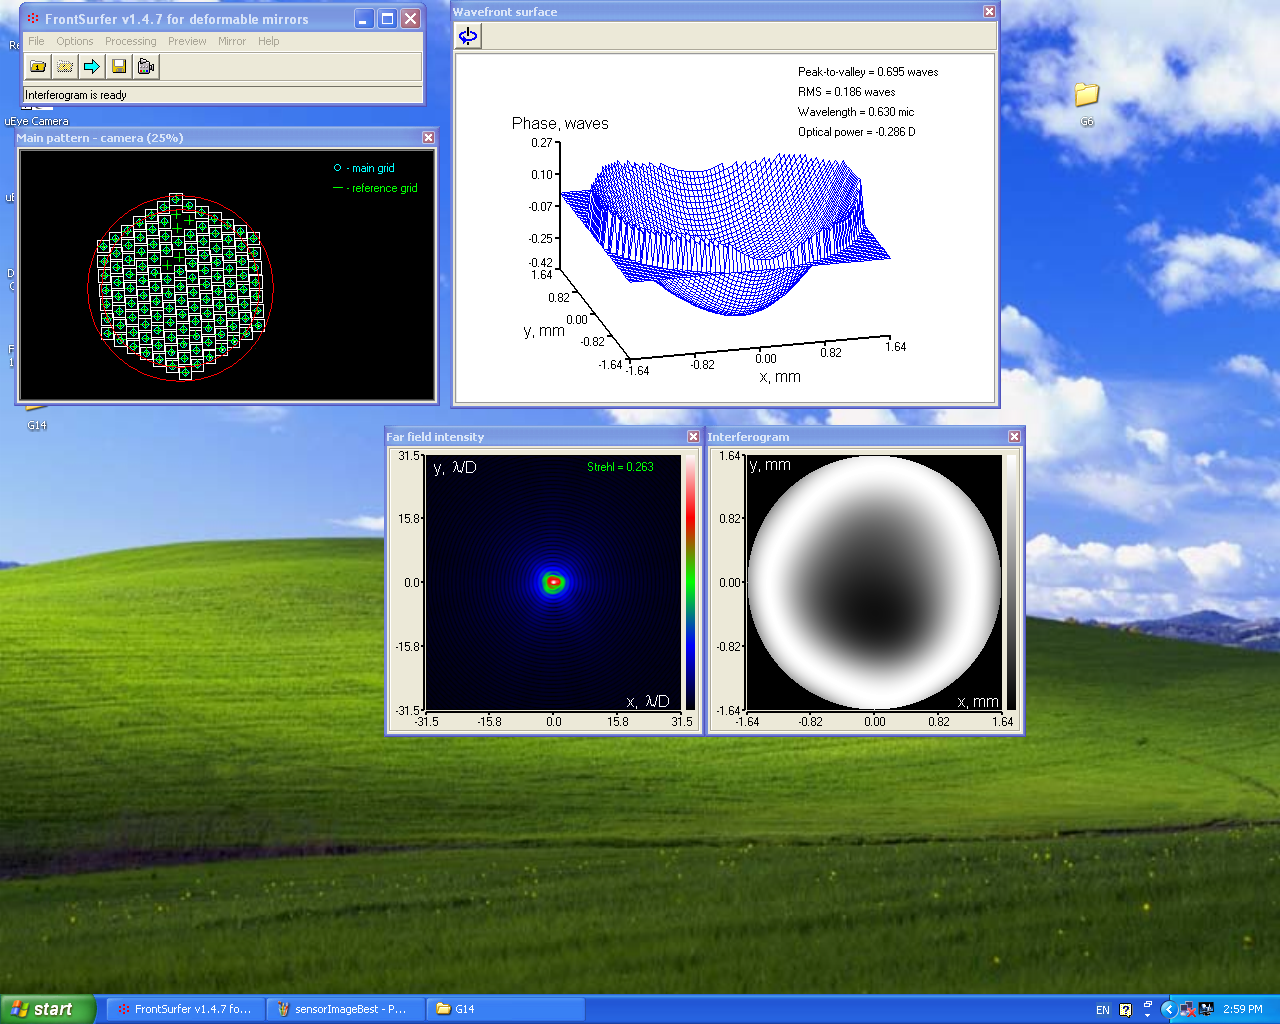 FrontSurfer v1.4.7 for deformable mirrors
File Options Processing Preview Mirror Help
Interferogram is ready
uEye Camera
Main pattern - camera (25%)
- main grid
- reference grid
Wavefront surface
Peak-to-valley = 0.695 waves
RMS = 0.186 waves
Wavelength = 0.630 mic
Optical power = -0.286 D
Phase, waves
0.27
0.10
-0.07
-0.25
-0.42
1.64
0.82
0.00
-0.82
-1.64
y, mm
-1.64
-0.82
0.00
0.82
1.64
x, mm
G6
G14
Far field intensity
y, λ/D
Strehl = 0.263
31.5
15.8
0.0
-15.8
-31.5
x, λ/D
-31.5 -15.8 0.0 15.8 31.5
Interferogram
y, mm
1.64
0.82
0.00
-0.82
-1.64
x, mm
-1.64 -0.82 0.00 0.82 1.64
start
FrontSurfer v1.4.7 fo...
sensorImageBest - P...
G14
EN
2:59 PM